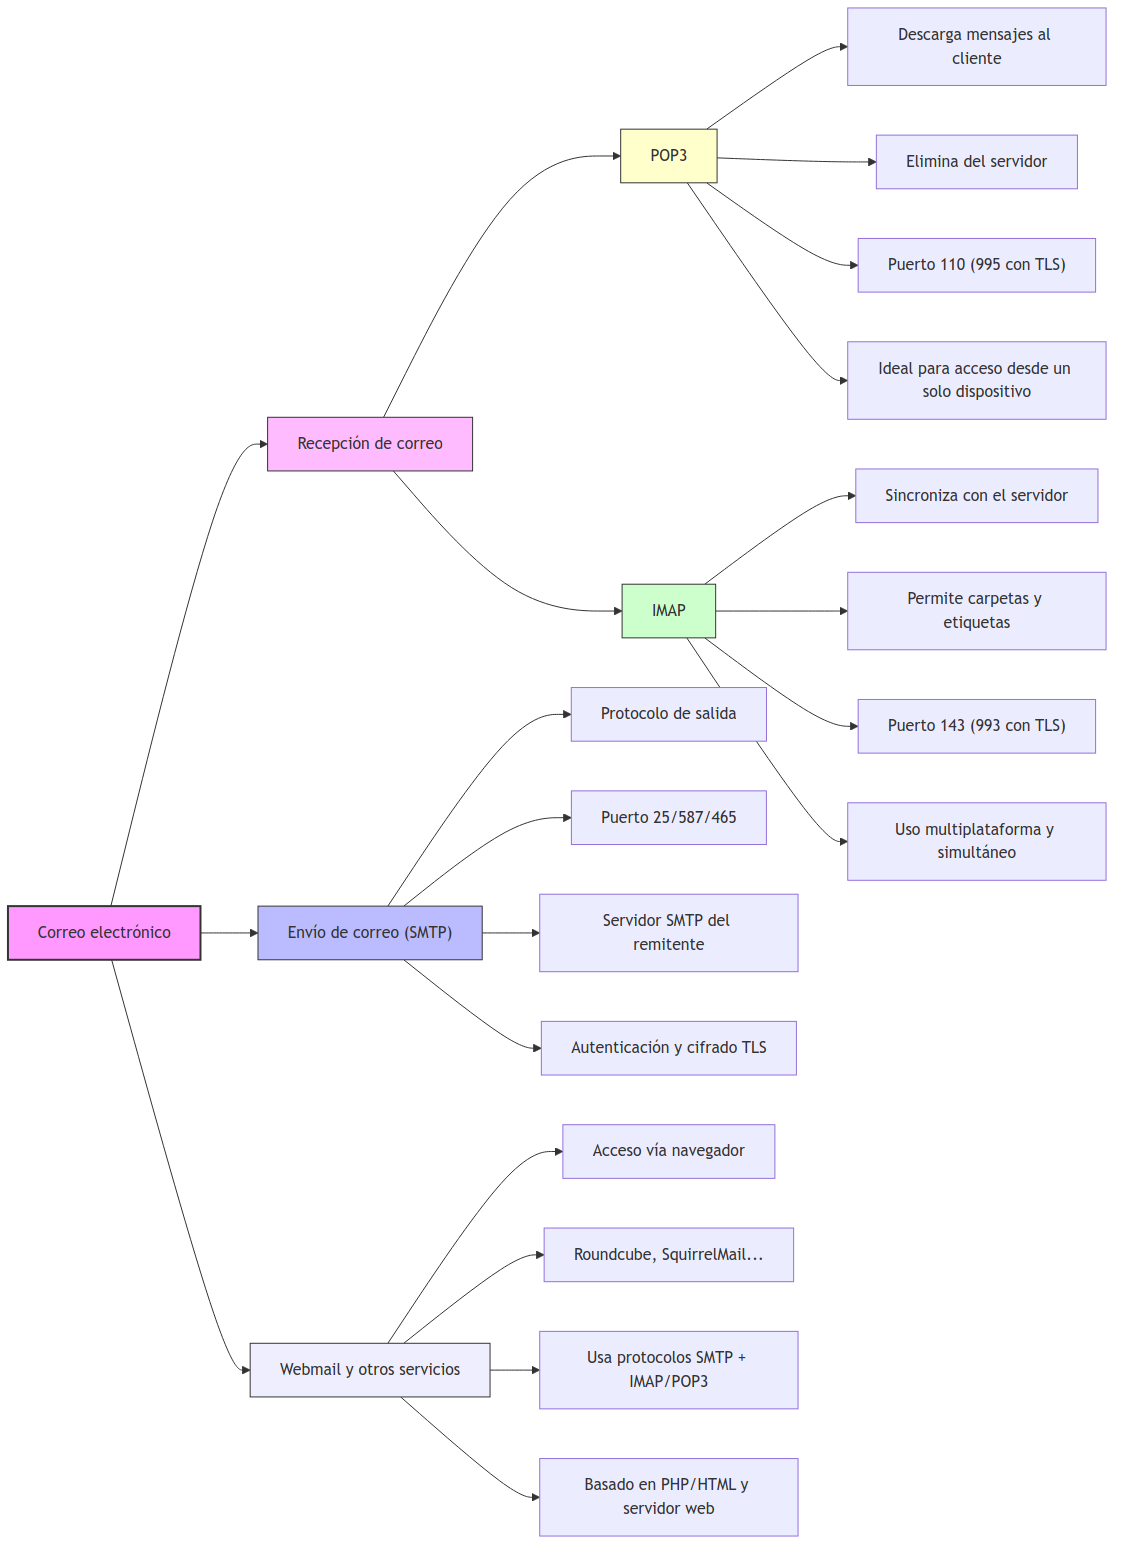 Descarga mensajes al
cliente
POP3
Elimina del servidor
Puerto 110 (995 con TLS)
Ideal para acceso desde un
solo dispositivo
Recepción de correo
Sincroniza con el servidor
IMAP
Permite carpetas y
etiquetas
Protocolo de salida
Puerto 143 (993 con TLS)
Puerto 25/587/465
Uso multiplataforma y
simultáneo
Correo electrónico
Envío de correo (SMTP)
Servidor SMTP del
remitente
Autenticación y cifrado TLS
Acceso vía navegador
Roundcube, SquirrelMail...
Webmail y otros servicios
Usa protocolos SMTP +
IMAP/POP3
Basado en PHP/HTML y
servidor web